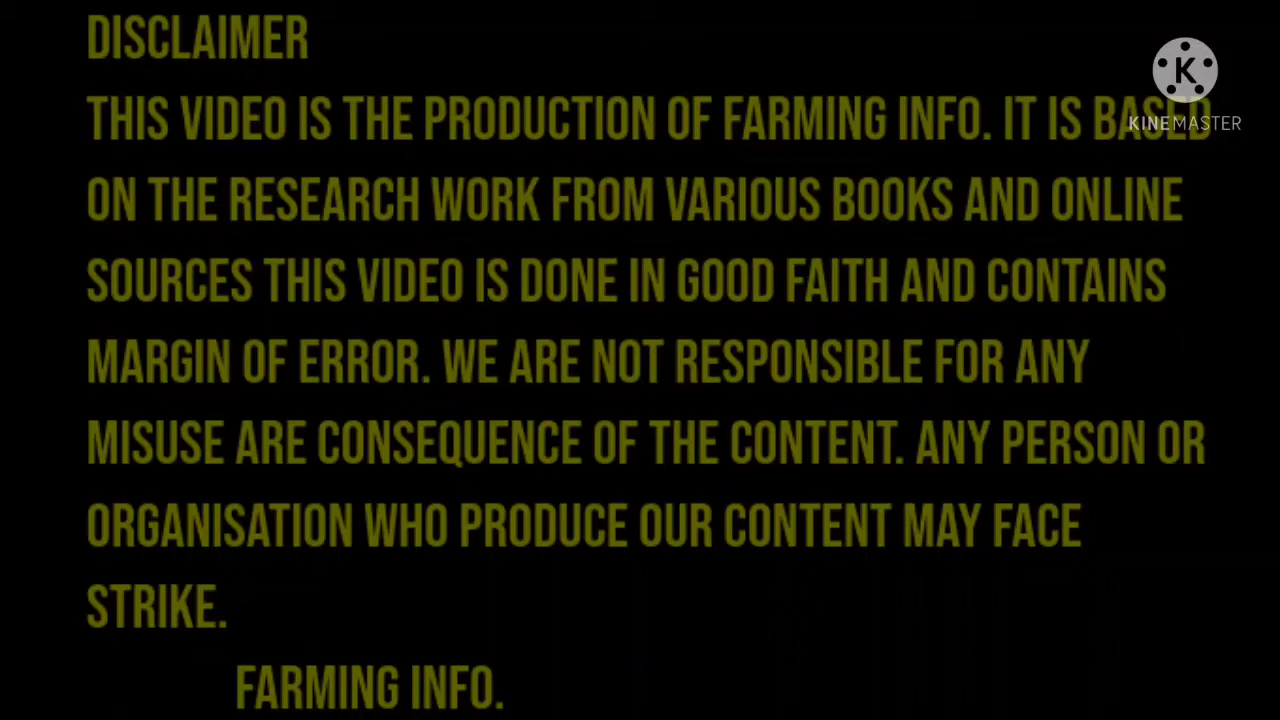 DISCLAIMER
THIS VIDEO IS THE PRODUCTION OF FARMING INFO. IT IS BASED
ON THE RESEARCH WORK FROM VARIOUS BOOKS AND ONLINE
SOURCES THIS VIDEO IS DONE IN GOOD FAITH AND CONTAINS
MARGIN OF ERROR. WE ARE NOT RESPONSIBLE FOR ANY
MISUSE ARE CONSEQUENCE OF THE CONTENT. ANY PERSON OR
ORGANISATION WHO PRODUCE OUR CONTENT MAY FACE
STRIKE.
FARMING INFO.
K
KINEMASTER